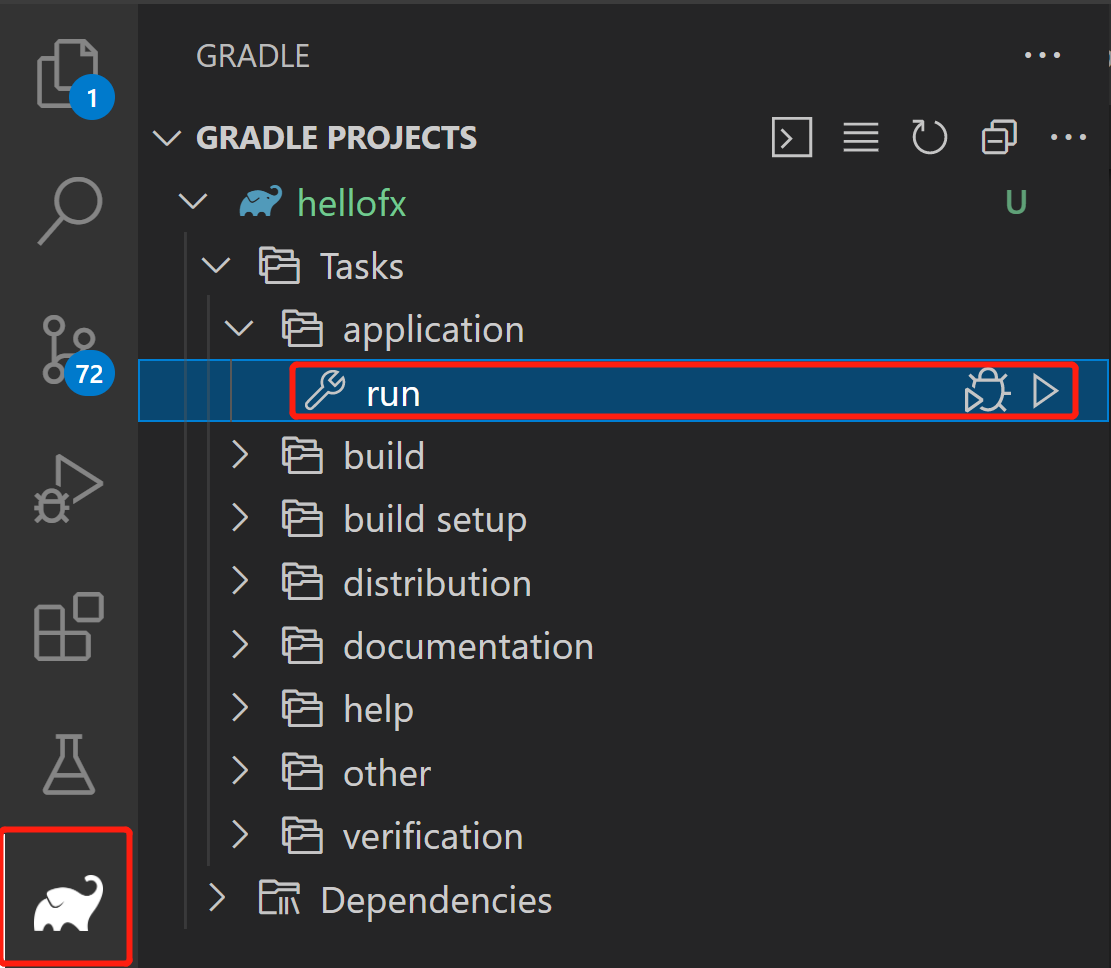 GRADLE
1
GRADLE PROJECTS
hellofx U
Tasks
application
72
run
build
build setup
distribution
documentation
help
other
verification
Dependencies